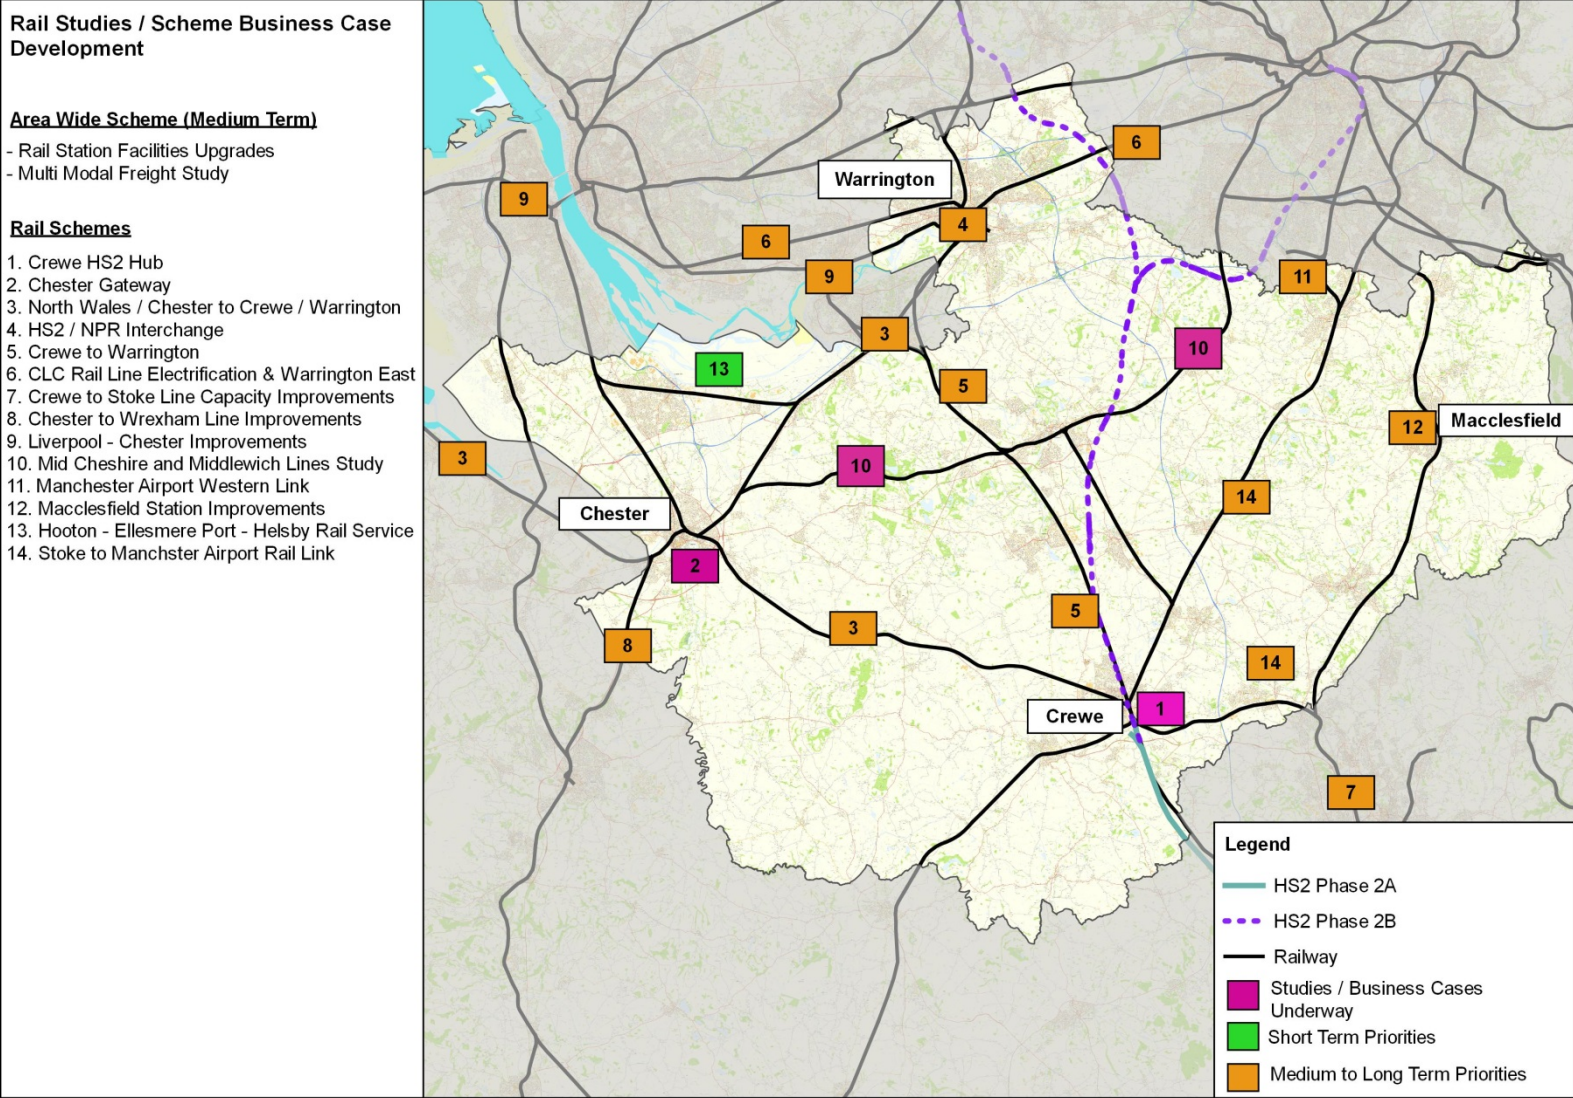 Rail Studies / Scheme Business Case
Development
Area Wide Scheme (Medium Term)
- Rail Station Facilities Upgrades
- Multi Modal Freight Study
Rail Schemes
1. Crewe HS2 Hub
2. Chester Gateway
3. North Wales / Chester to Crewe / Warrington
4. HS2 / NPR Interchange
5. Crewe to Warrington
6. CLC Rail Line Electrification & Warrington East
7. Crewe to Stoke Line Capacity Improvements
8. Chester to Wrexham Line Improvements
9. Liverpool - Chester Improvements
10. Mid Cheshire and Middlewich Lines Study
11. Manchester Airport Western Link
12. Macclesfield Station Improvements
13. Hooton - Ellesmere Port - Helsby Rail Service
14. Stoke to Manchster Airport Rail Link
6
Warrington
9
4
6
9
11
3
10
13
5
12
Macclesfield
3
10
14
Chester
2
5
3
8
14
1
Crewe
7
Legend
HS2 Phase 2A
HS2 Phase 2B
Railway
Studies / Business Cases
Underway
Short Term Priorities
Medium to Long Term Priorities